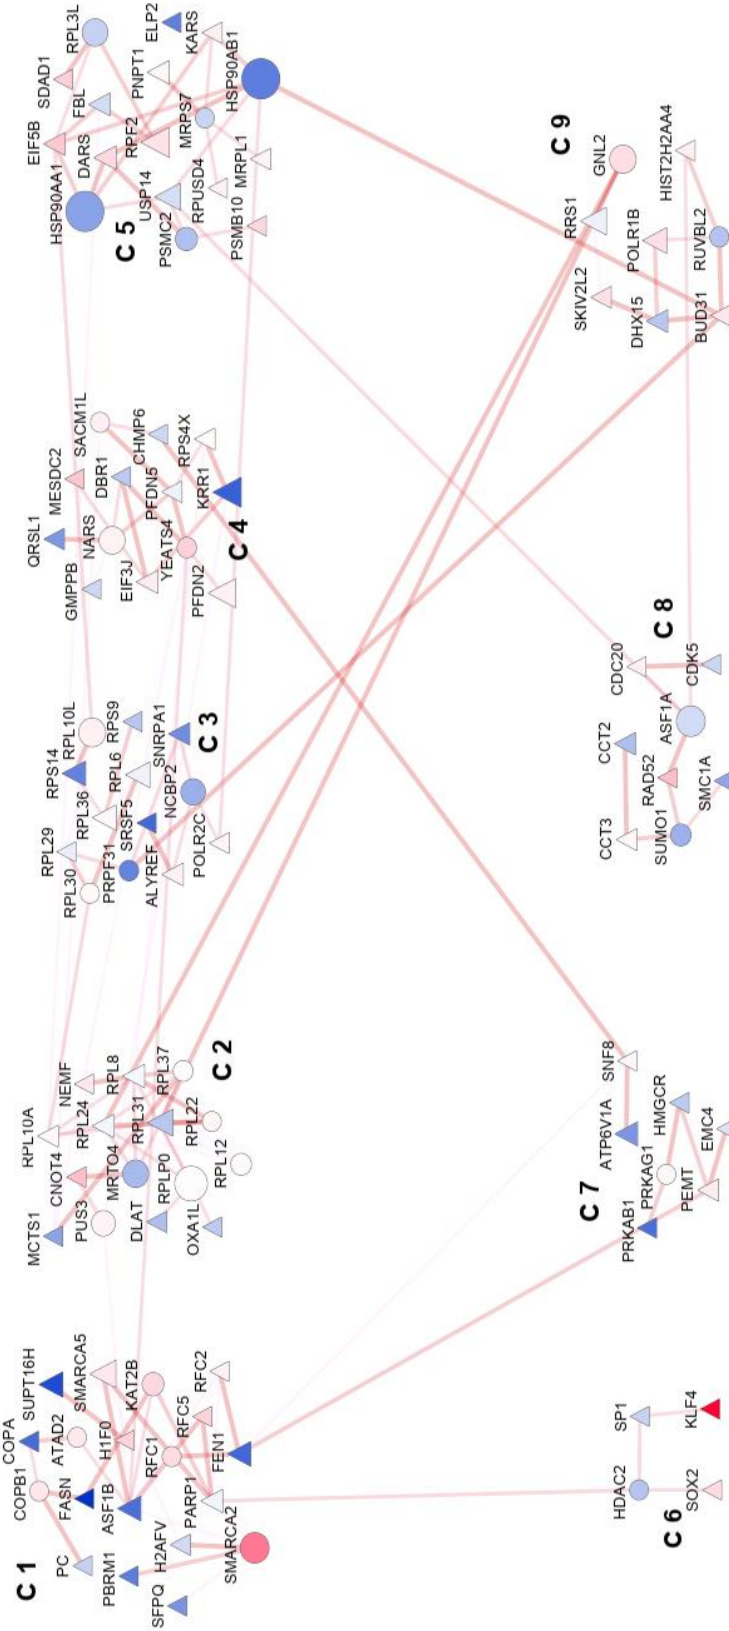 C 1
COPA
SUPT16H
COPB1
ATAD2
SMARCA5
PC
FASN
H1F0
KAT2B
PBRM1
ASF1B
RFC1
RFC5
RFC2
SFPQ
H2AFV
PARP1
FEN1
SMARCA2
C 2
RPL10A
NEMF
MCTS1
CNOT4
RPL24
RPL8
PUS3
MRTO4
RPL31
RPL37
DLAT
RPLP0
RPL22
OXA1L
RPL12
C 3
RPL29
RPS14
RPL10L
RPL30
RPL36
RPL6
RPS9
PRPF31
SRSF5
SNRPA1
ALYREF
NCBP2
POLR2C
C 4
QRSL1
MESDC2
SACM1L
GMPPB
NARS
DBR1
CHMP6
EIF3J
PFDN5
RPS4X
YEATS4
KRR1
PFDN2
C 5
EIF5B
SDAD1
RPL3L
HSP90AA1
DARS
FBL
PNPT1
ELP2
RPF2
KARS
USP14
MRPS7
HSP90AB1
PSMC2
RPUSD4
MRPL1
PSMB10
C 6
HDAC2
SP1
SOX2
KLF4
C 7
ATP6V1A
SNF8
PRKAB1
PRKAG1
HMGCR
PEMT
EMC4
C 8
CCT3
CCT2
CDC20
SUMO1
RAD52
ASF1A
CDK5
SMC1A
C 9
SKIV2L2
RRS1
GNL2
DHX15
POLR1B
HIST2H2AA4
BUD31
RUVBL2